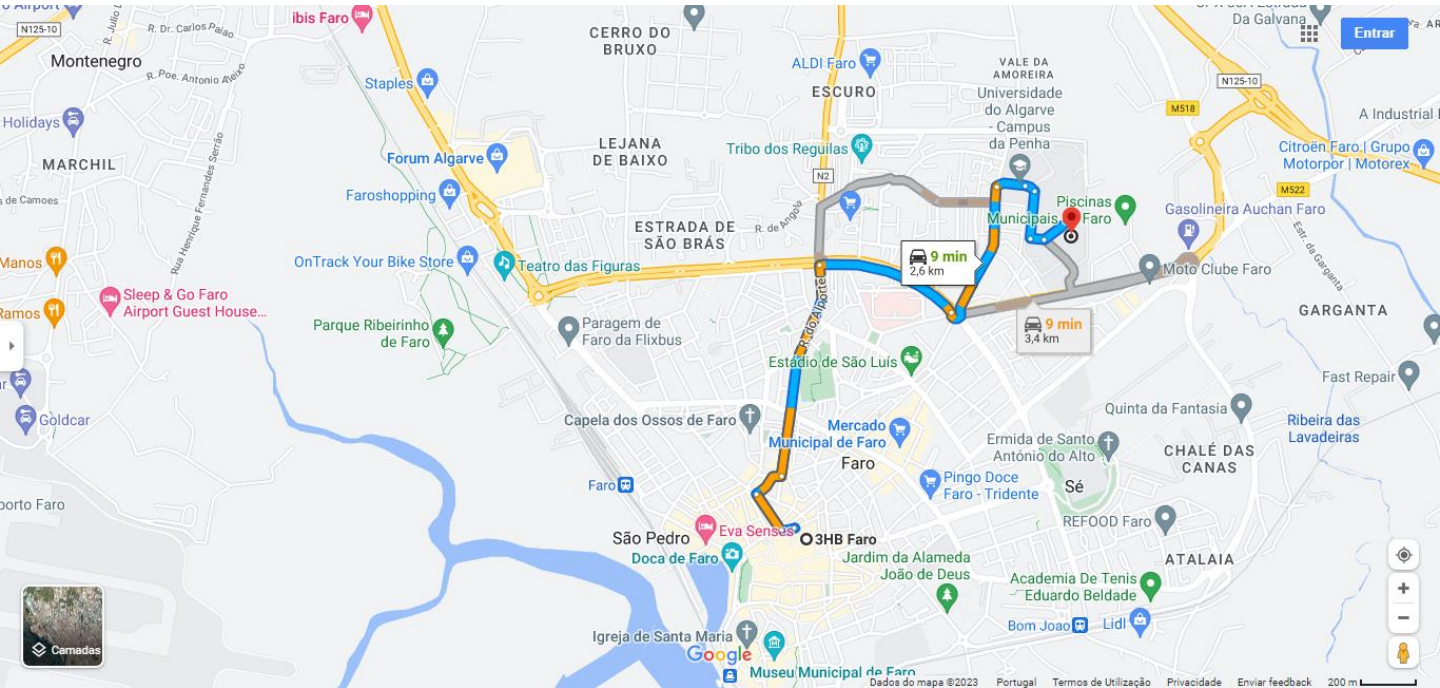 N125-10
R. Dr. Carlos Paiao
ibis Faro
CERRO DO
BRUXO
Da Galvana
Entrar
Montenegro
R. Poe. Antonio Aleixo
Staples
ALDI Faro
ESCURO
VALE DA
AMOREIRA
Universidade
do Algarve
- Campus
da Penha
N125-10
M518
A Industrial
Holidays
MARCHIL
Rua Henrique Fernandes Serrão
Forum Algarve
LEJANA
DE BAIXO
Tribo dos Reguilas
N2
Citroën Faro | Grupo
Motorpor | Motorex
M522
s de Camoes
Faroshopping
ESTRADA DE
SÃO BRÁS
R. de Angola
Piscinas
Municipais
Faro
Gasolineira Auchan Faro
Estr. da Garganta
Manos
OnTrack Your Bike Store
Teatro das Figuras
9 min
2,6 km
Moto Clube Faro
Sleep & Go Faro
Airport Guest House...
Ramos
Parque Ribeirinho
de Faro
Paragem de
Faro da Flixbus
R. do Alportel
9 min
3,4 km
GARGANTA
Estádio de São Luís
Fast Repair
Goldcar
Capela dos Ossos de Faro
Mercado
Municipal de Faro
Faro
Quinta da Fantasia
Ribeira das
Lavadeiras
Ermida de Santo
António do Alto
CHALÉ DAS
CANAS
Faro
Pingo Doce
Faro - Tridente
Sé
porto Faro
São Pedro
Eva Senses
3HB Faro
REFOOD Faro
Doca de Faro
Jardim da Alameda
João de Deus
ATALAIA
Academia De Tenis
Eduardo Beldade
Bom Joao
Lidl
Camadas
Igreja de Santa Maria
Google
Museu Municipal de Faro
Dados do mapa ©2023 Portugal Termos de Utilização Privacidade Enviar feedback 200 m